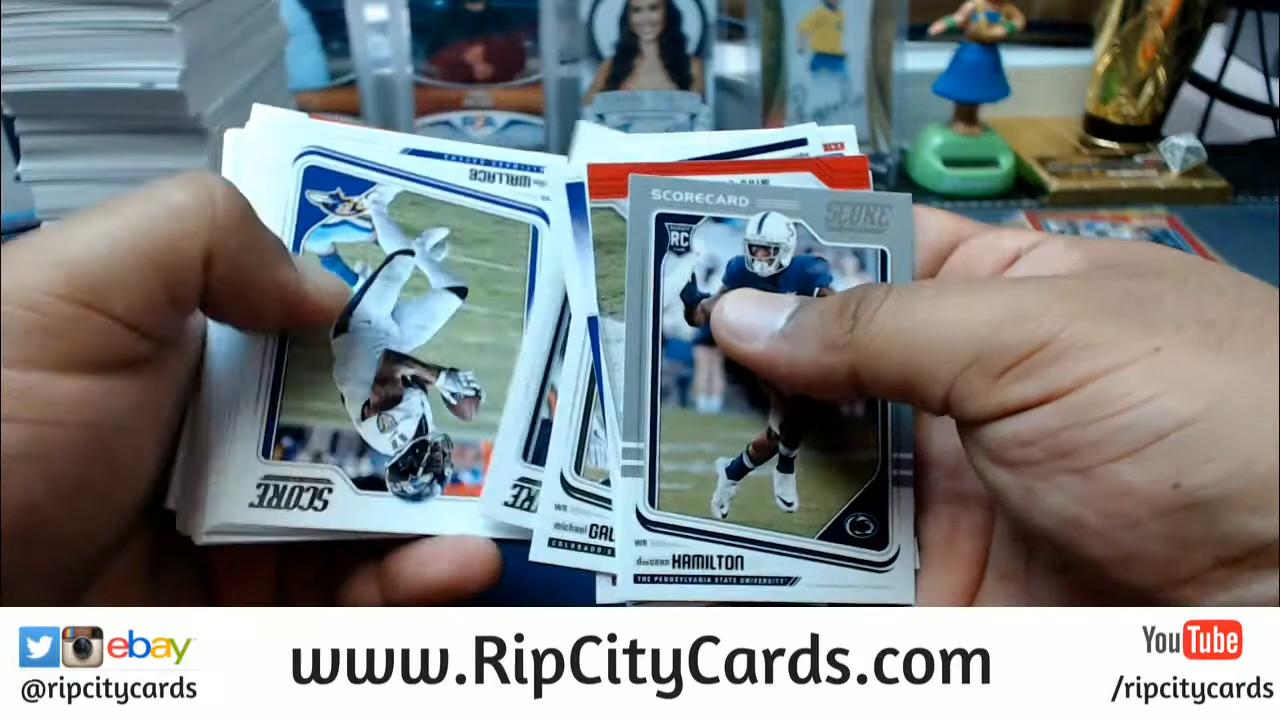 WALLACE
SCORE
SCORECARD
SCORE
RC
WR
michael GAL
COLORADO S
WR
HAMILTON
THE PENNSYLVANIA STATE UNIVERSITY
ebay
@ripcitycards
www.RipCityCards.com
YouTube
/ripcitycards